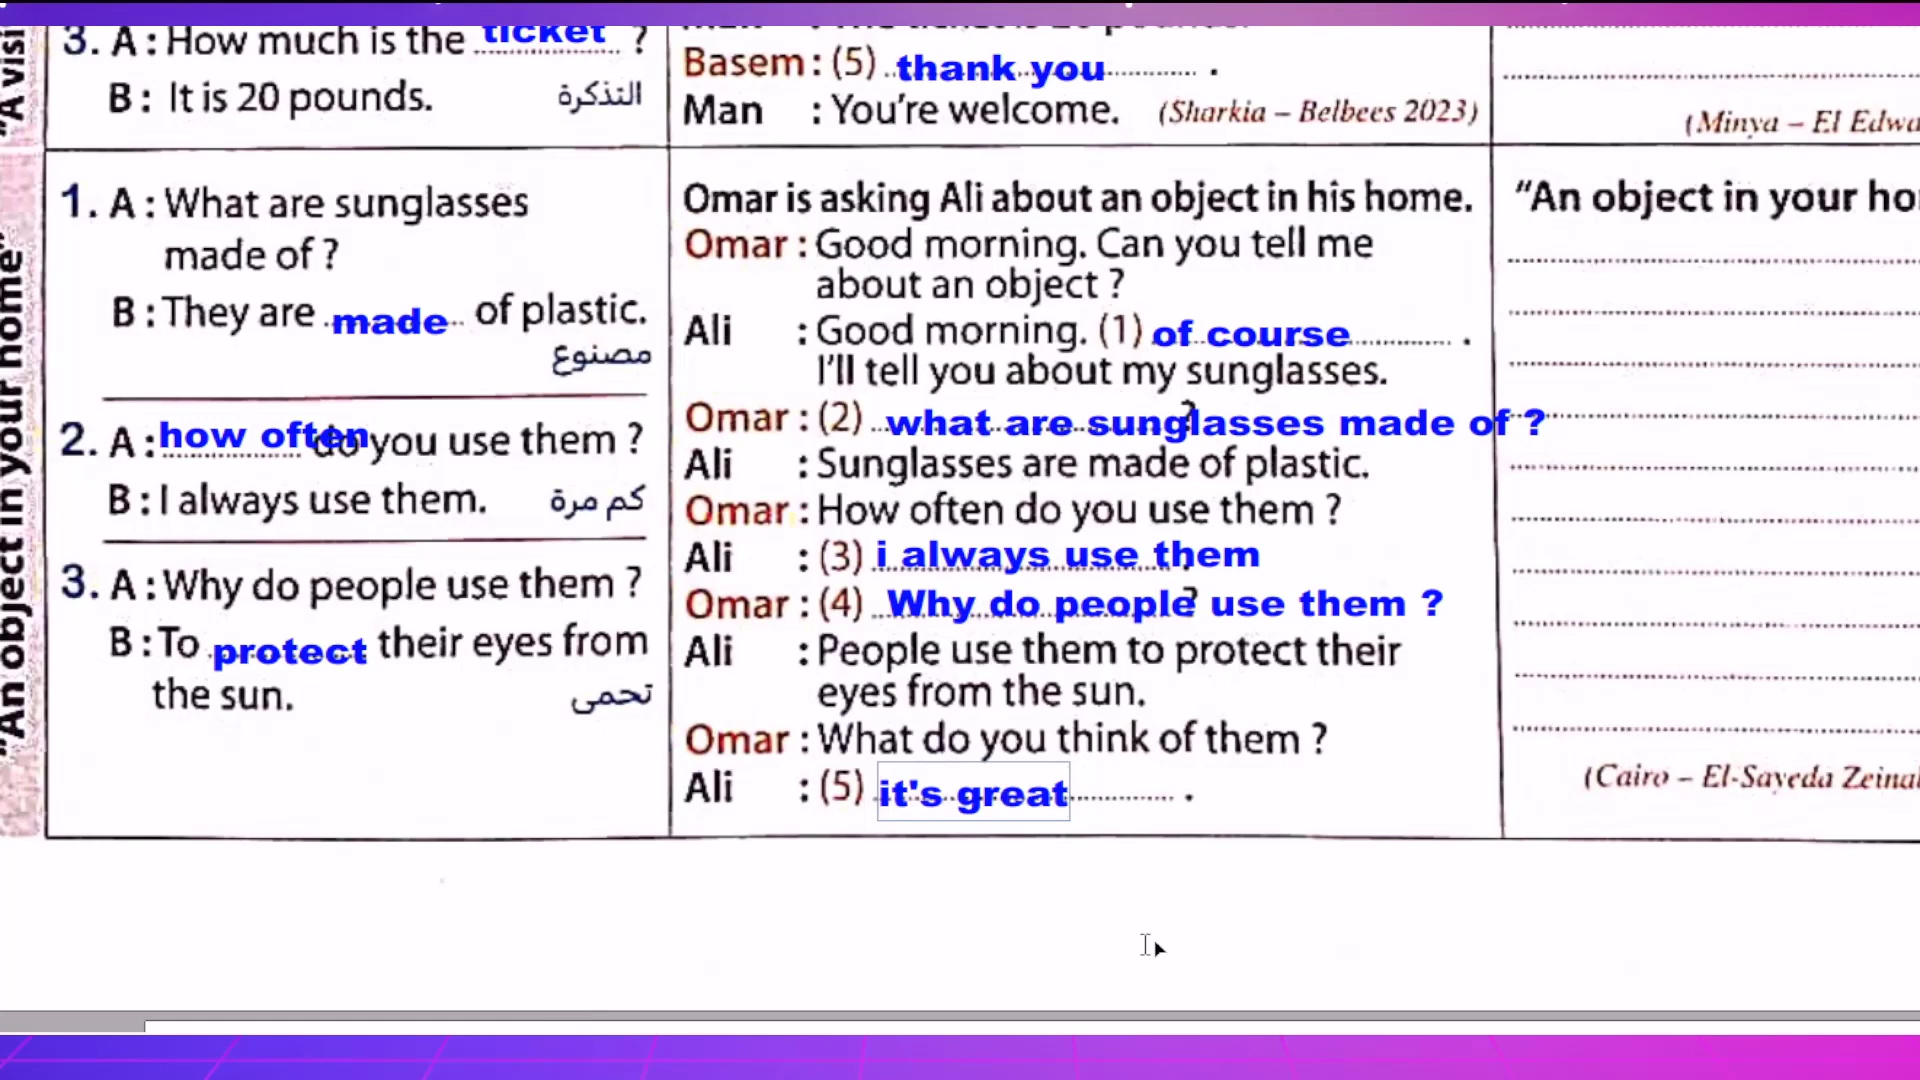 "A visi
3. A : How much is the ticket ?
B : It is 20 pounds.
التذكرة
Basem : (5) thank you .
Man : You're welcome. (Sharkia – Belbees 2023)
(Minya – El Edwa
"An object in your home"
1. A : What are sunglasses
made of ?
B : They are made of plastic.
مصنوع
2. A : how often do you use them ?
B : I always use them.
كم مرة
3. A : Why do people use them ?
B : To protect their eyes from
the sun.
تحمى
Omar is asking Ali about an object in his home.
Omar : Good morning. Can you tell me
about an object ?
Ali : Good morning. (1) of course .
I'll tell you about my sunglasses.
Omar : (2) what are sunglasses made of ?
Ali : Sunglasses are made of plastic.
Omar : How often do you use them ?
Ali : (3) i always use them .
Omar : (4) Why do people use them ?
Ali : People use them to protect their
eyes from the sun.
Omar : What do you think of them ?
Ali : (5) it's great .
"An object in your ho
(Cairo – El-Sayeda Zeina